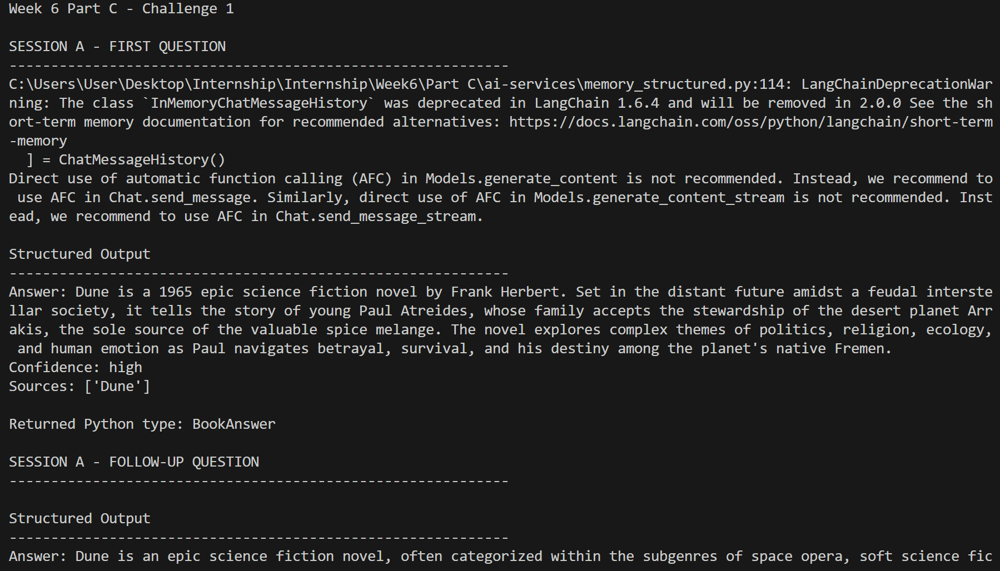 Week 6 Part C - Challenge 1
SESSION A - FIRST QUESTION
------------------------------------------------------------
C:\Users\User\Desktop\Internship\Internship\Week6\Part C\ai-services\memory_structured.py:114: LangChainDeprecationWar
ning: The class `InMemoryChatMessageHistory` was deprecated in LangChain 1.6.4 and will be removed in 2.0.0 See the sh
ort-term memory documentation for recommended alternatives: https://docs.langchain.com/oss/python/langchain/short-term
-memory
  ] = ChatMessageHistory()
Direct use of automatic function calling (AFC) in Models.generate_content is not recommended. Instead, we recommend to
 use AFC in Chat.send_message. Similarly, direct use of AFC in Models.generate_content_stream is not recommended. Inst
ead, we recommend to use AFC in Chat.send_message_stream.
Structured Output
------------------------------------------------------------
Answer: Dune is a 1965 epic science fiction novel by Frank Herbert. Set in the distant future amidst a feudal interste
llar society, it tells the story of young Paul Atreides, whose family accepts the stewardship of the desert planet Arr
akis, the sole source of the valuable spice melange. The novel explores complex themes of politics, religion, ecology,
 and human emotion as Paul navigates betrayal, survival, and his destiny among the planet's native Fremen.
Confidence: high
Sources: ['Dune']
Returned Python type: BookAnswer
SESSION A - FOLLOW-UP QUESTION
------------------------------------------------------------
Structured Output
------------------------------------------------------------
Answer: Dune is an epic science fiction novel, often categorized within the subgenres of space opera, soft science fic